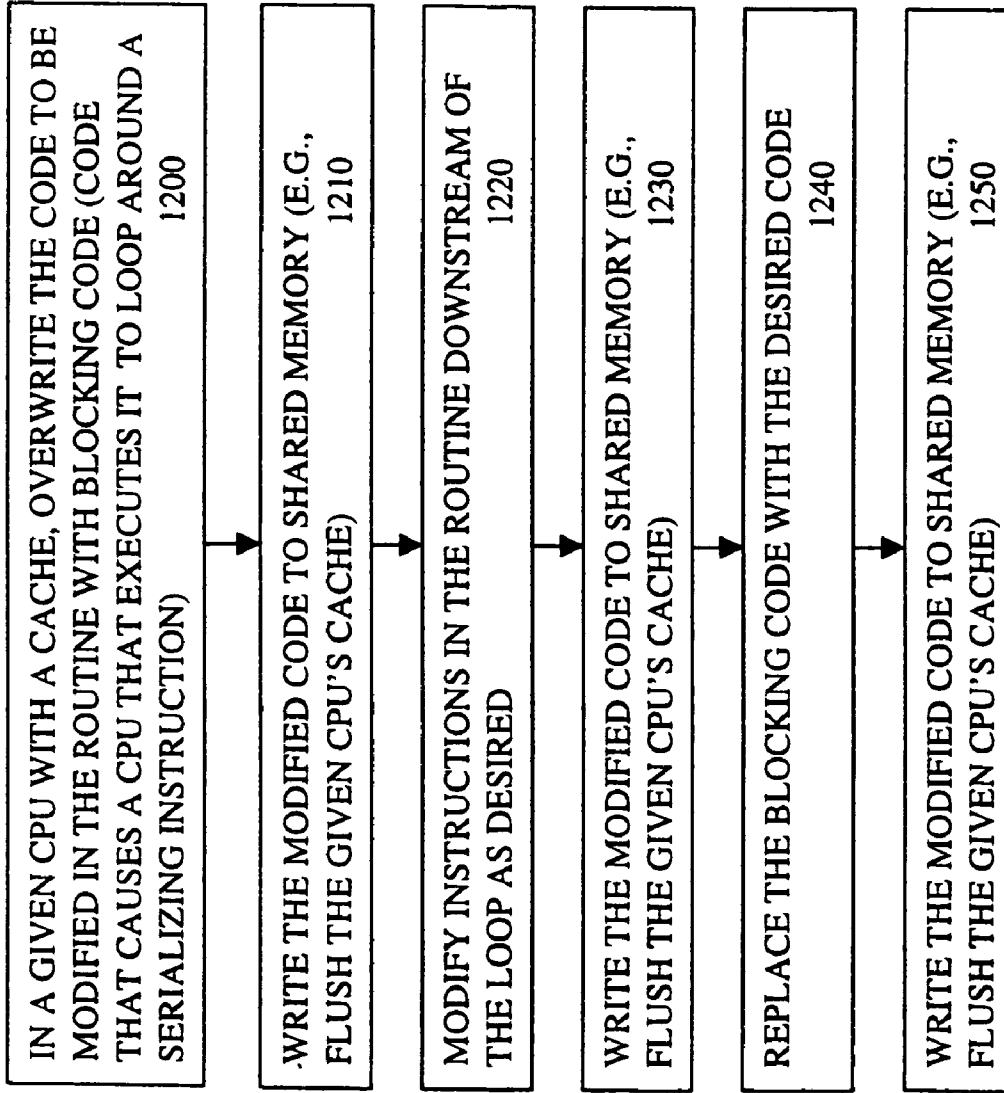 IN A GIVEN CPU WITH A CACHE, OVERWRITE THE CODE TO BE
MODIFIED IN THE ROUTINE WITH BLOCKING CODE (CODE
THAT CAUSES A CPU THAT EXECUTES IT TO LOOP AROUND A
SERIALIZING INSTRUCTION) 1200
WRITE THE MODIFIED CODE TO SHARED MEMORY (E.G.,
FLUSH THE GIVEN CPU'S CACHE) 1210
MODIFY INSTRUCTIONS IN THE ROUTINE DOWNSTREAM OF
THE LOOP AS DESIRED 1220
WRITE THE MODIFIED CODE TO SHARED MEMORY (E.G.,
FLUSH THE GIVEN CPU'S CACHE) 1230
REPLACE THE BLOCKING CODE WITH THE DESIRED CODE
1240
WRITE THE MODIFIED CODE TO SHARED MEMORY (E.G.,
FLUSH THE GIVEN CPU'S CACHE) 1250